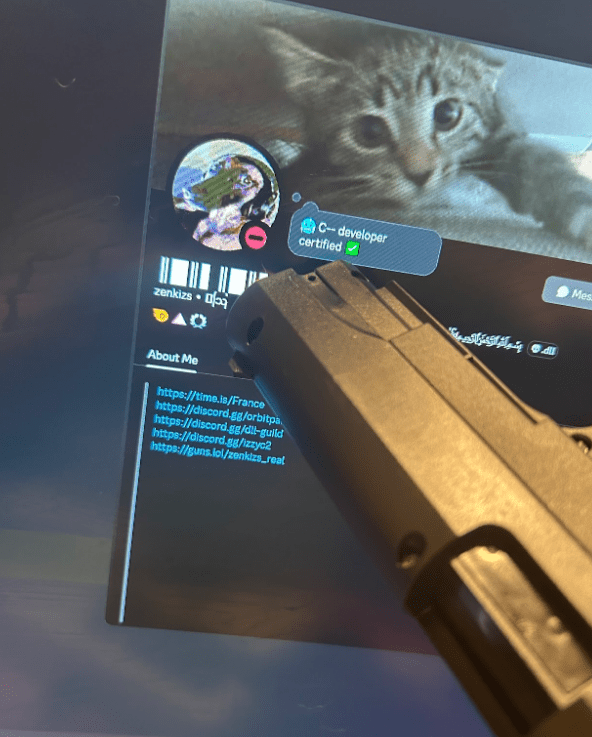 C-- developer
certified ✅
zenkizs •
.dll
About Me
https://time.is/France
https://discord.gg/orbitpa
https://discord.gg/dll-guild
https://discord.gg/izzyc2
https://guns.lol/zenkizs_real